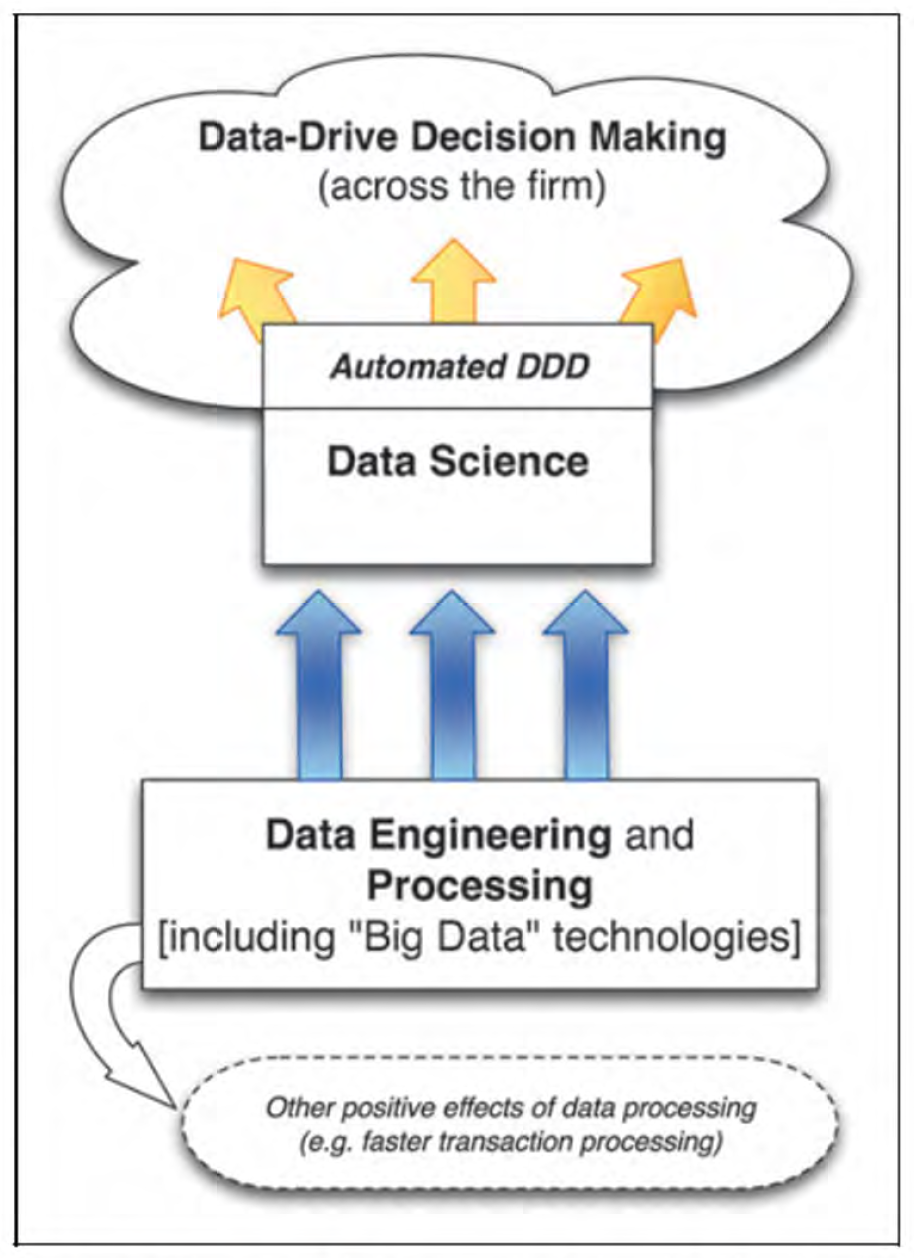 Data-Drive Decision Making
(across the firm)
Automated DDD
Data Science
Data Engineering and
Processing
[including "Big Data" technologies]
Other positive effects of data processing
(e.g. faster transaction processing)